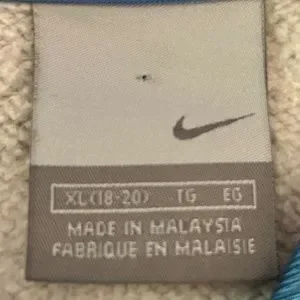 XL(18-20) TG EG
MADE IN MALAYSIA
FABRIQUE EN MALAISIE